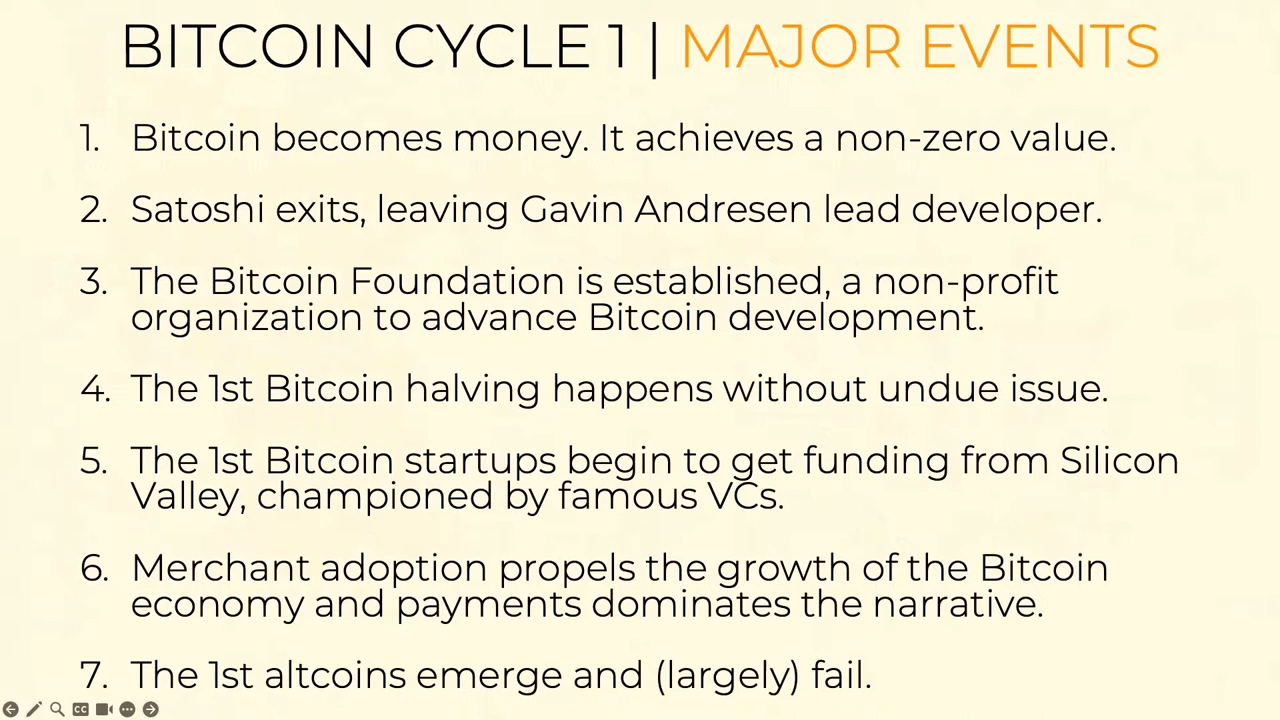 BITCOIN CYCLE 1 | MAJOR EVENTS
1. Bitcoin becomes money. It achieves a non-zero value.
2. Satoshi exits, leaving Gavin Andresen lead developer.
3. The Bitcoin Foundation is established, a non-profit
organization to advance Bitcoin development.
4. The 1st Bitcoin halving happens without undue issue.
5. The 1st Bitcoin startups begin to get funding from Silicon
Valley, championed by famous VCs.
6. Merchant adoption propels the growth of the Bitcoin
economy and payments dominates the narrative.
7. The 1st altcoins emerge and (largely) fail.
CC